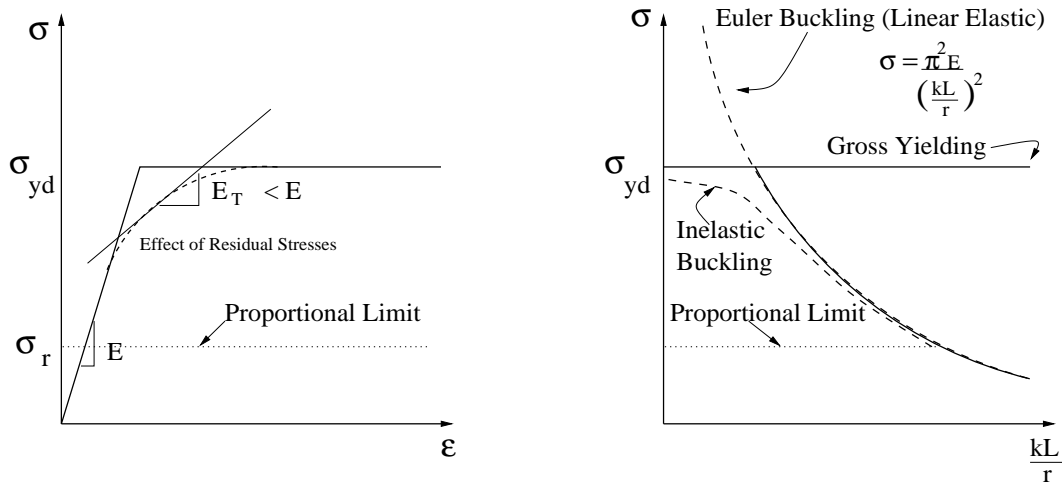 σ
σ
yd
E
T
< E
Effect of Residual Stresses
Proportional Limit
σ
r
E
ε
σ
Euler Buckling (Linear Elastic)
σ = π² E
(kL
r)²
Gross Yielding
σ
yd
Inelastic
Buckling
Proportional Limit
kL
r